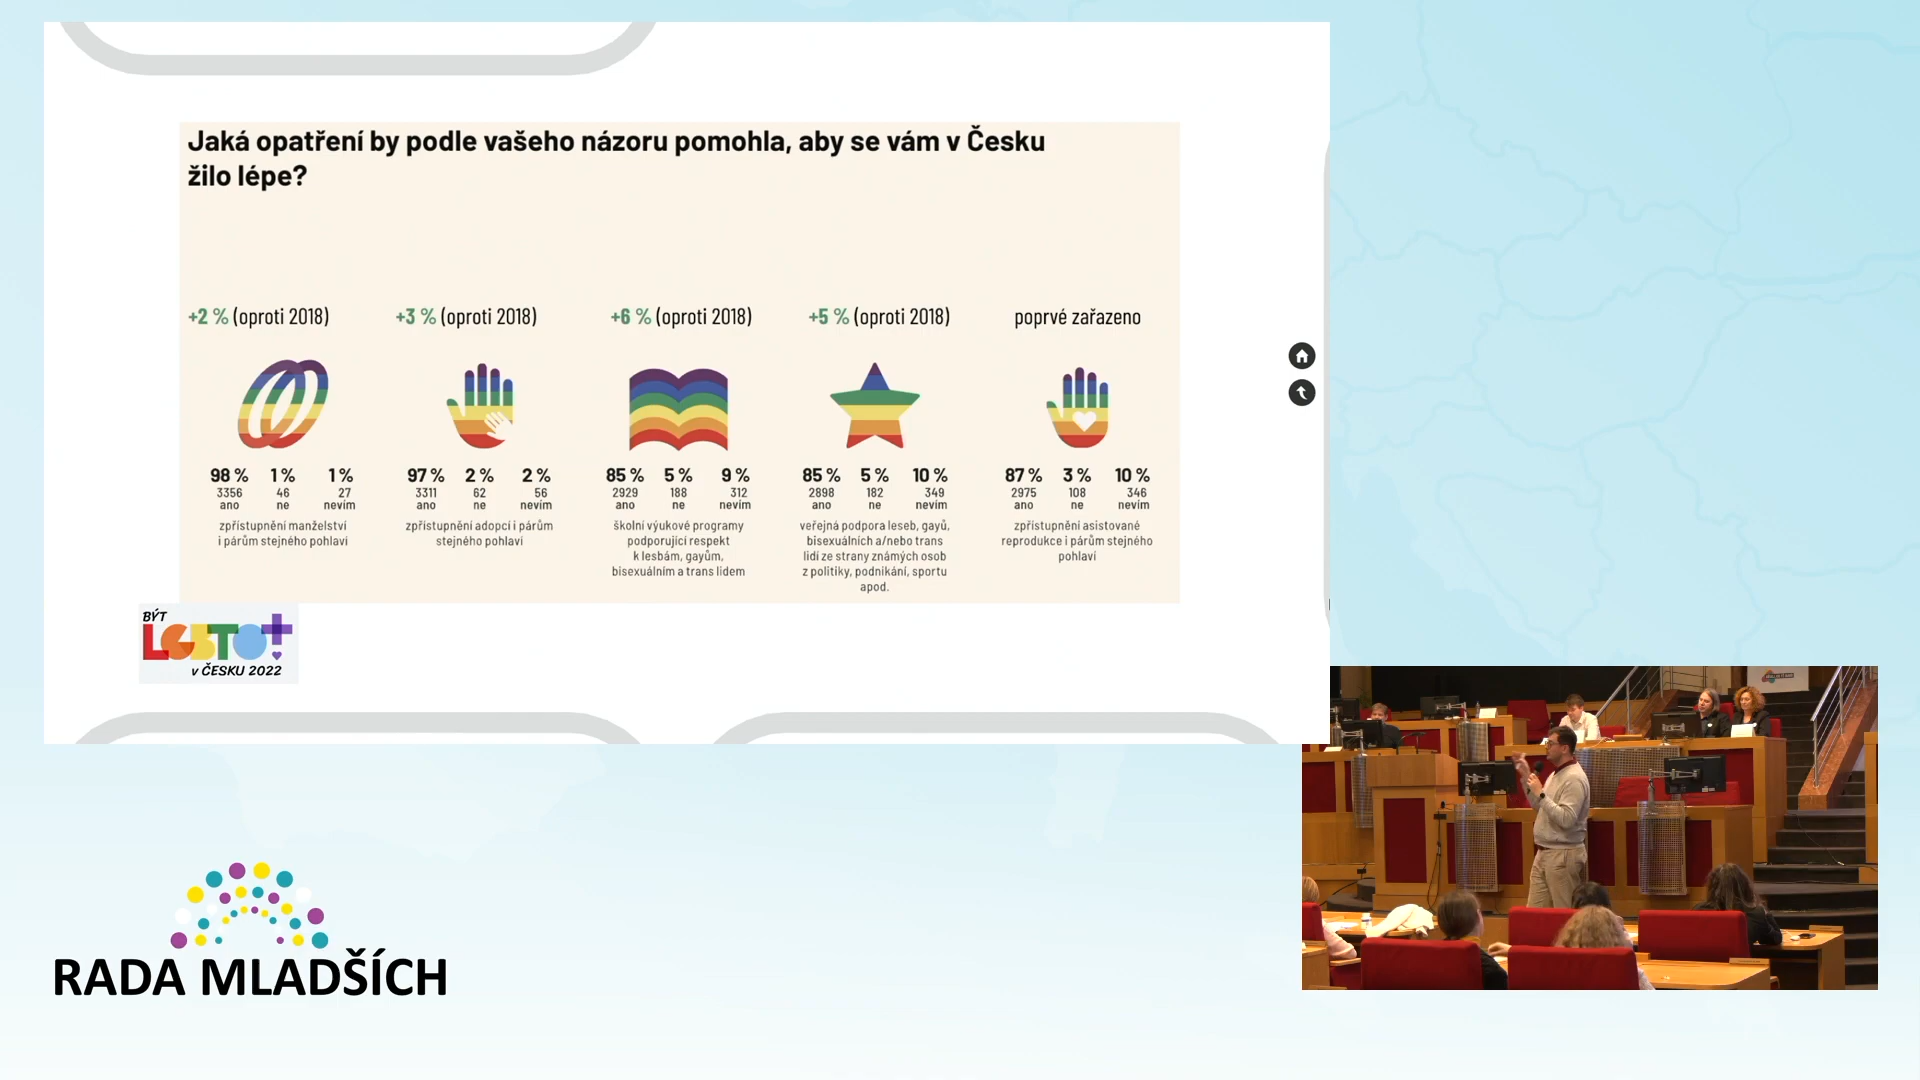 Jaká opatření by podle vašeho názoru pomohla, aby se vám v Česku
žilo lépe?
+2 % (oproti 2018)
98 % 1 % 1 %
3356 46 27
ano ne nevím
zpřístupnění manželství
i párům stejného pohlaví
+3 % (oproti 2018)
97 % 2 % 2 %
3311 62 56
ano ne nevím
zpřístupnění adopcí i párům
stejného pohlaví
+6 % (oproti 2018)
85 % 5 % 9 %
2929 188 312
ano ne nevím
školní výukové programy
podporující respekt
k lesbám, gayům,
bisexuálním a trans lidem
+5 % (oproti 2018)
85 % 5 % 10 %
2898 182 349
ano ne nevím
veřejná podpora leseb, gayů,
bisexuálních a/nebo trans
lidí ze strany známých osob
z politiky, podnikání, sportu
apod.
poprvé zařazeno
87 % 3 % 10 %
2975 108 346
ano ne nevím
zpřístupnění asistované
reprodukce i párům stejného
pohlaví
BÝT
LGBTQ+
v ČESKU 2022
RADA MLADŠÍCH